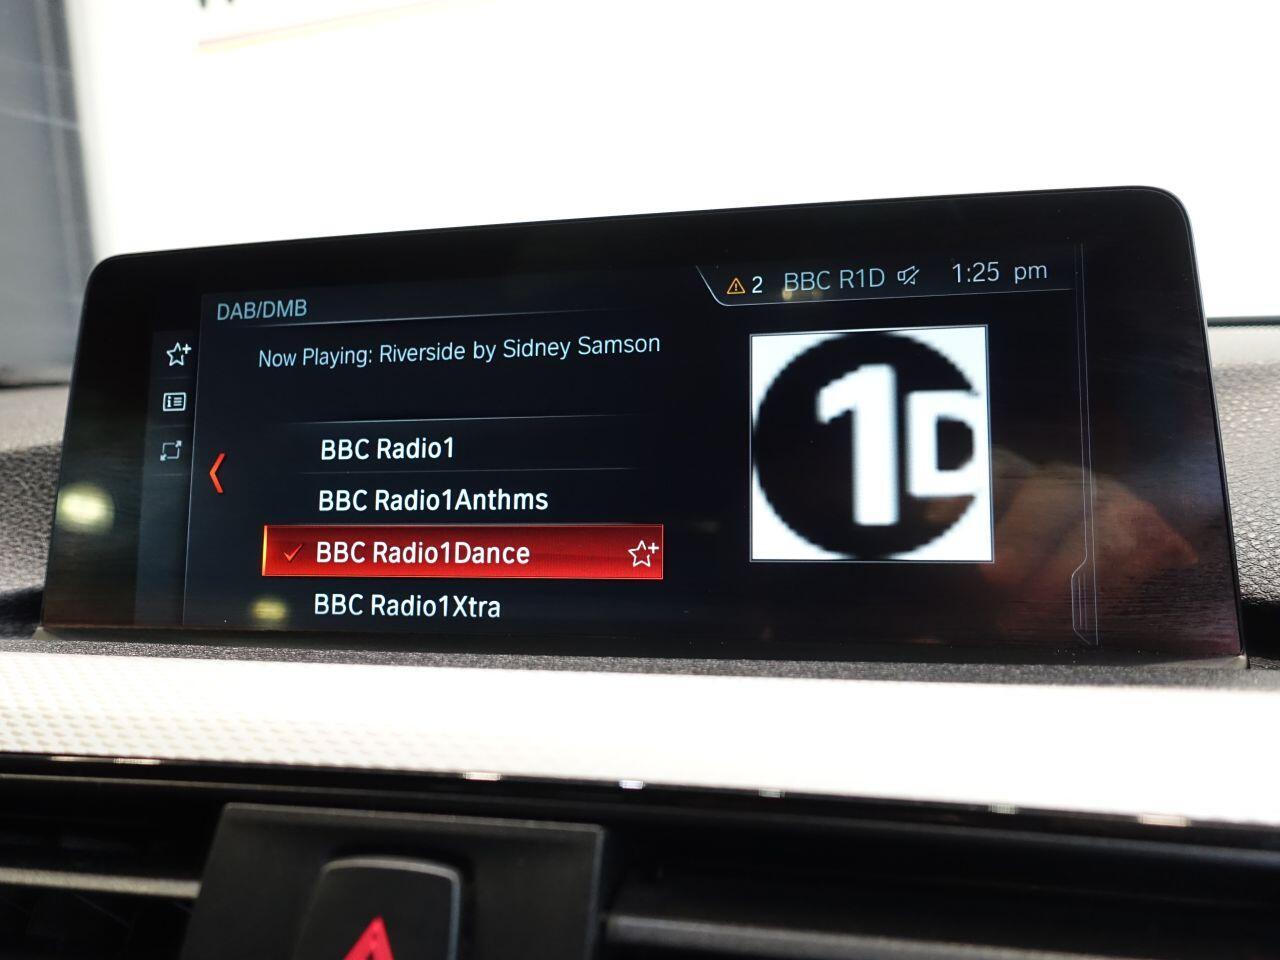 DAB/DMB
2 BBC R1D 1:25 pm
Now Playing: Riverside by Sidney Samson
BBC Radio1
BBC Radio1Anthms
BBC Radio1Dance
BBC Radio1Xtra
1D